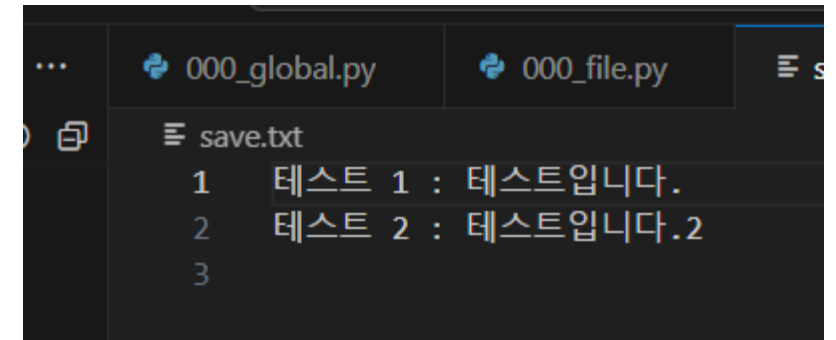 ... 000_global.py 000_file.py s
save.txt
1 테스트 1 : 테스트입니다.
2 테스트 2 : 테스트입니다.2
3